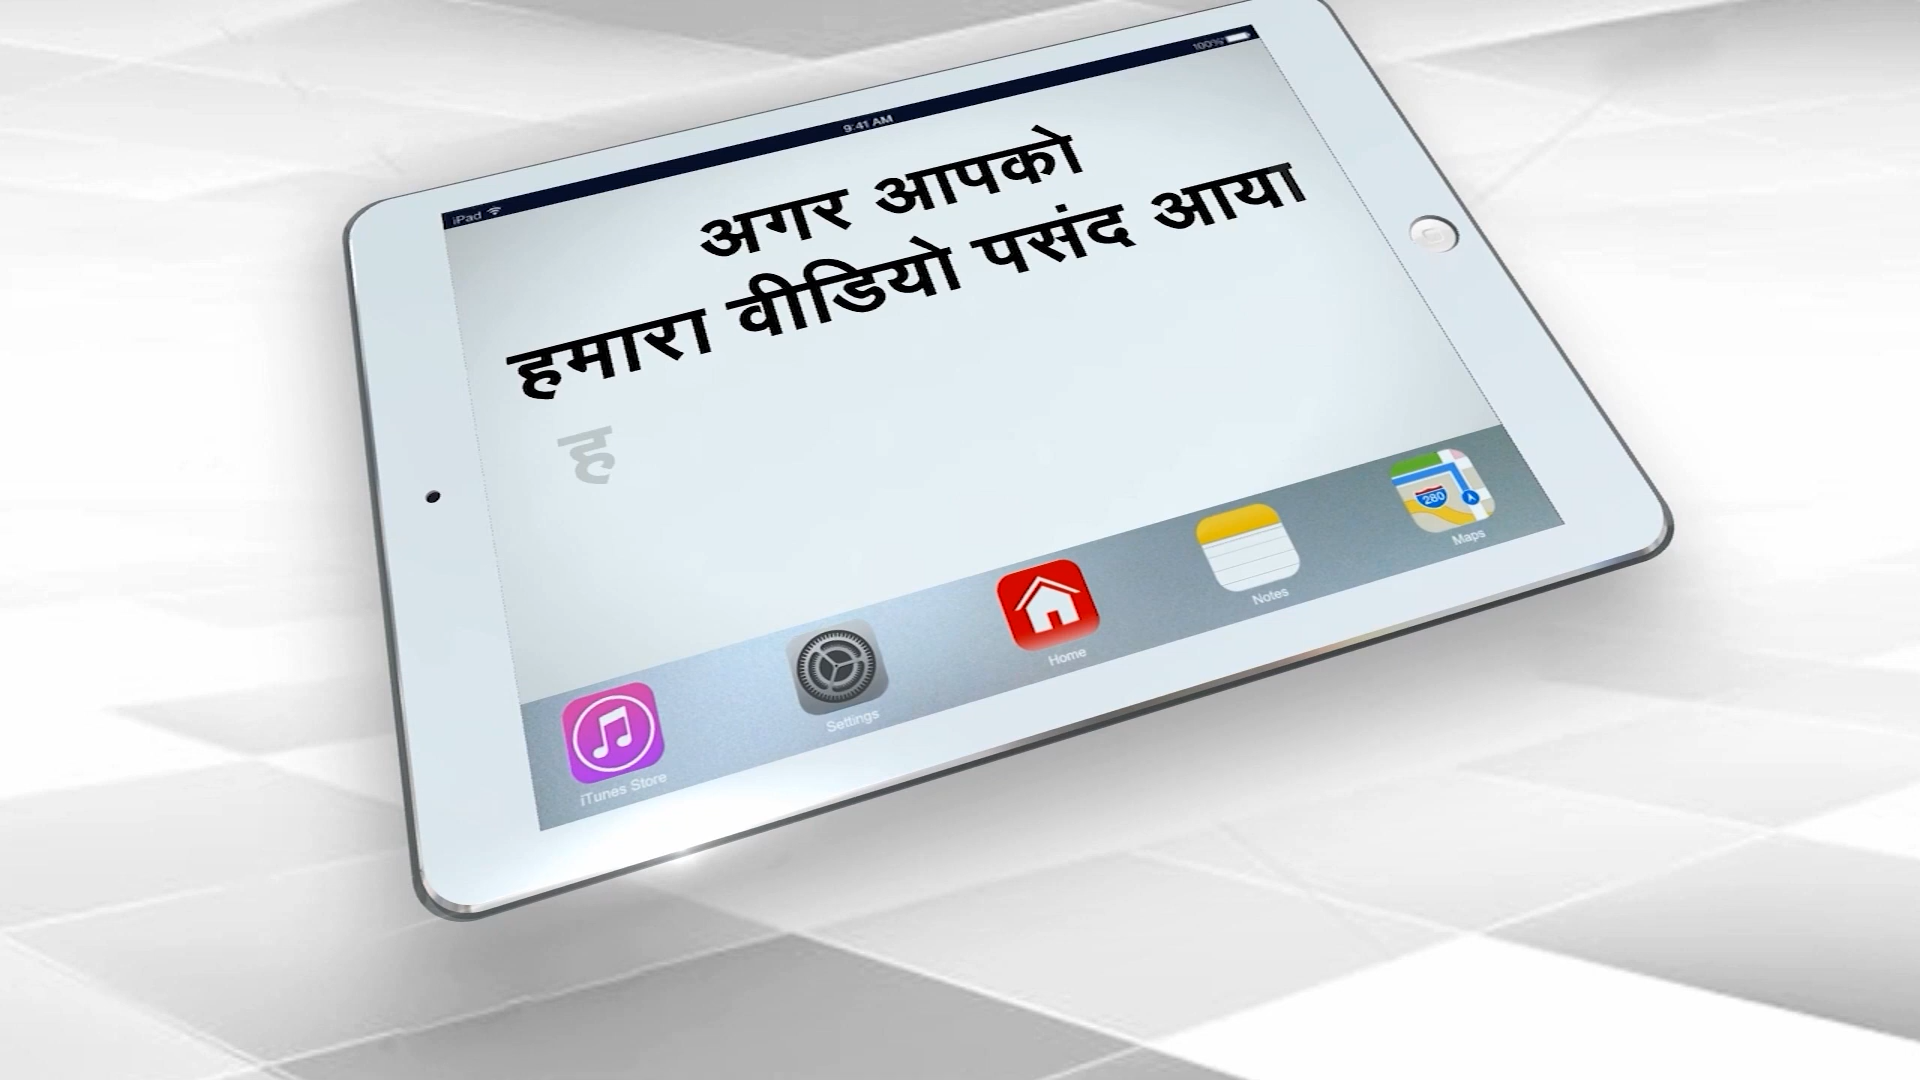 iPad
9:41 AM
100%
अगर आपको
हमारा वीडियो पसंद आया
ह
280
iTunes Store
Settings
Home
Notes
Maps